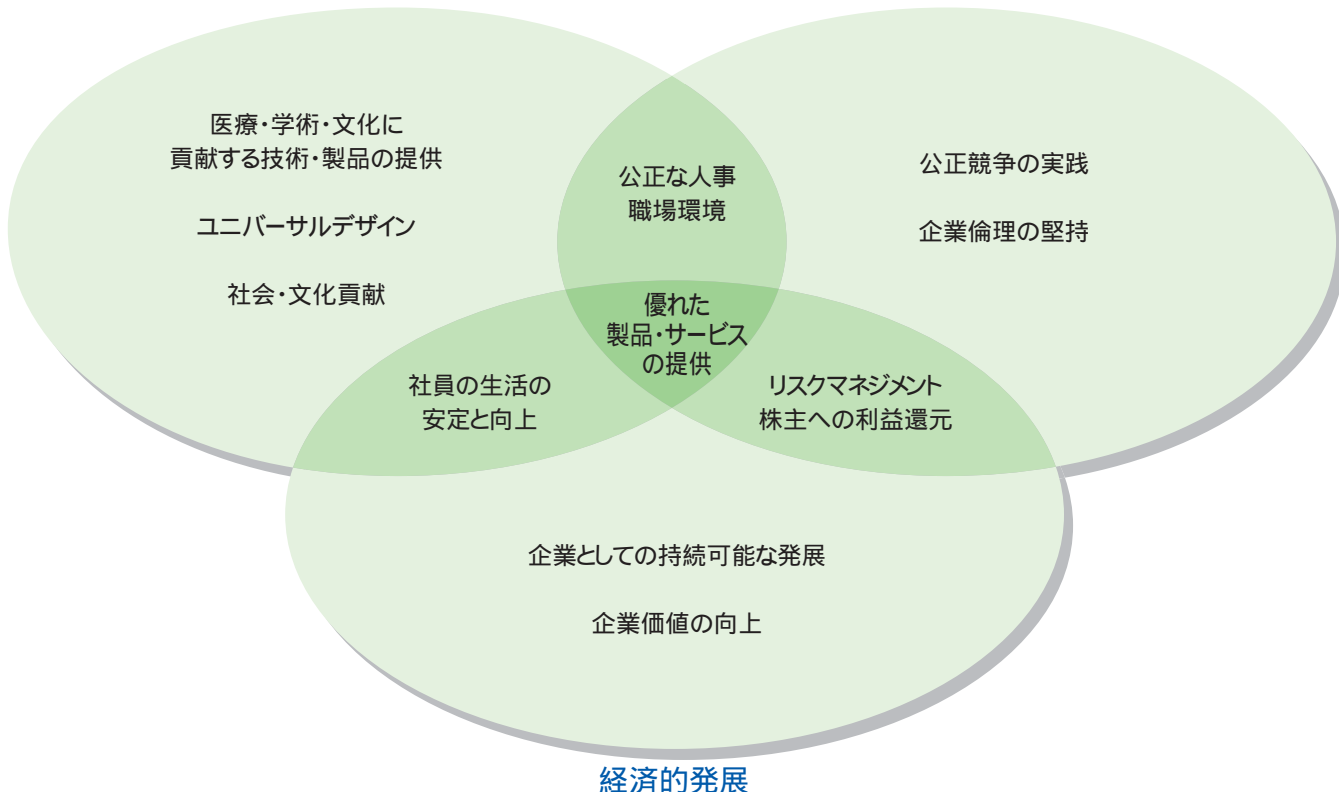 医療・学術・文化に
貢献する技術・製品の提供
ユニバーサルデザイン
社会・文化貢献
公正な人事
職場環境
公正競争の実践
企業倫理の堅持
優れた
製品・サービス
の提供
社員の生活の
安定と向上
リスクマネジメント
株主への利益還元
企業としての持続可能な発展
企業価値の向上
経済的発展